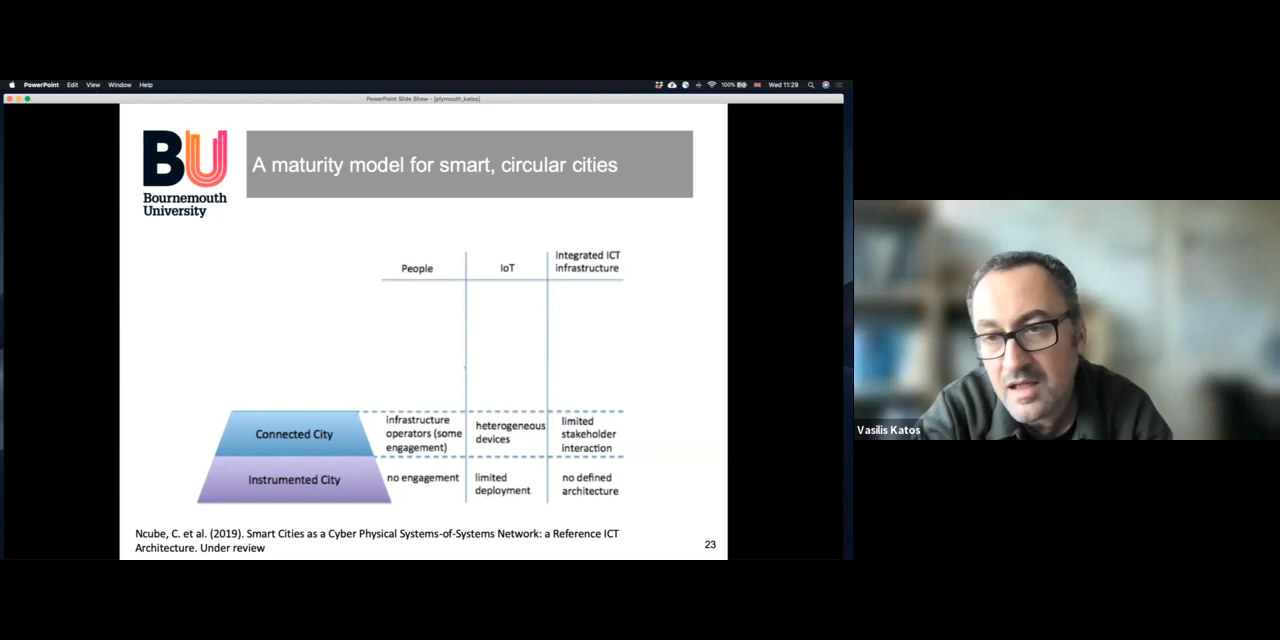 PowerPoint Edit View Window Help
100% Wed 11:29
PowerPoint Slide Show - [plymouth_katos]
BU
Bournemouth
University
A maturity model for smart, circular cities
People
IoT
Integrated ICT
infrastructure
Connected City
infrastructure
operators (some
engagement)
heterogeneous
devices
limited
stakeholder
interaction
Instrumented City
no engagement
limited
deployment
no defined
architecture
Ncube, C. et al. (2019). Smart Cities as a Cyber Physical Systems-of-Systems Network: a Reference ICT
Architecture. Under review
23
Vasilis Katos